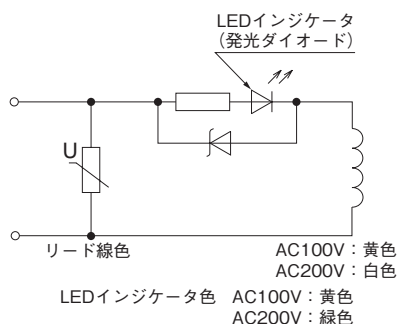 LEDインジケータ
(発光ダイオード)
U
リード線色
AC100V:黄色
AC200V:白色
LEDインジケータ色 AC100V:黄色
AC200V:緑色